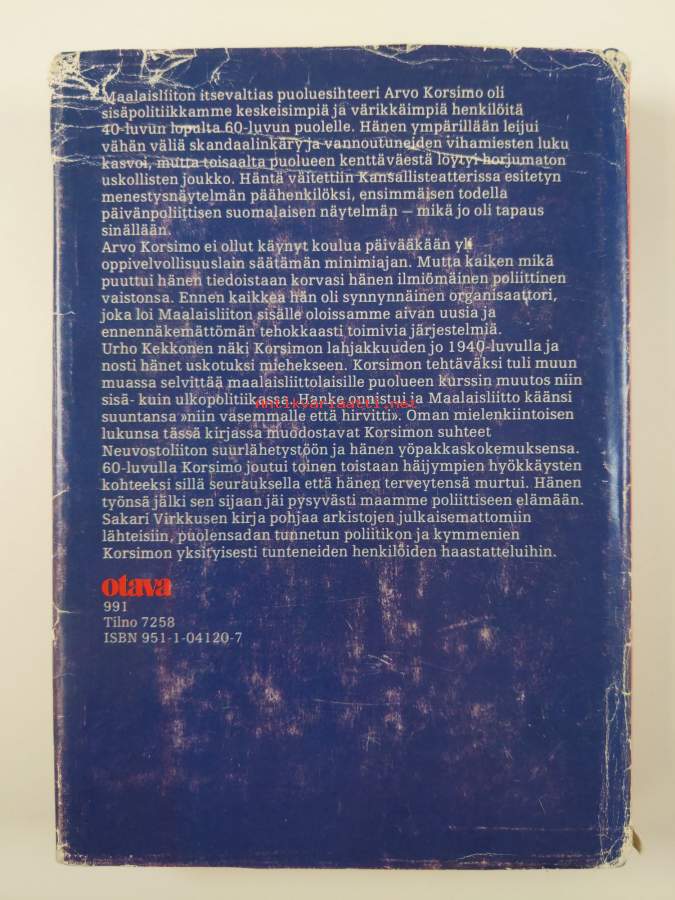 Maalaisliiton itsevaltias puoluesihteeri Arvo Korsimo oli
sisäpolitiikkamme keskeisimpiä ja värikkäimpiä henkilöitä
40-luvun lopulta 60-luvun puolelle. Hänen ympärillään leijui
vähän väliä skandaalinkäry ja vannoutuneiden vihamiesten luku
kasvoi, mutta toisaalta puolueen kenttäväestä löytyi horjumaton
uskollisten joukko. Häntä väitettiin Kansallisteatterissa esitetyn
menestysnäytelmän päähenkilöksi, ensimmäisen todella
päivänpoliittisen suomalaisen näytelmän – mikä jo oli tapaus
sinällään.
Arvo Korsimo ei ollut käynyt koulua päivääkään yli
oppivelvollisuuslain säätämän minimiajan. Mutta kaiken mikä
puuttui hänen tiedoistaan korvasi hänen ilmiömäinen poliittinen
vaistonsa. Ennen kaikkea hän oli synnynnäinen organisaattori,
joka loi Maalaisliiton sisälle oloissamme aivan uusia ja
ennennäkemättömän tehokkaasti toimivia järjestelmiä.
Urho Kekkonen näki Korsimon lahjakkuuden jo 1940-luvulla ja
nosti hänet uskotuksi miehekseen. Korsimon tehtäväksi tuli muun
muassa selvittää maalaisliittolaisille puolueen kurssin muutos niin
sisä- kuin ulkopolitiikassa. Hanke onnistui ja Maalaisliitto käänsi
antikvariaatti.net
suuntansa »niin vasemmalle että hirvitti». Oman mielenkiintoisen
lukunsa tässä kirjassa muodostavat Korsimon suhteet
Neuvostoliiton suurlähetystöön ja hänen yöpakkaskokemuksensa.
60-luvulla Korsimo joutui toinen toistaan häijympien hyökkäysten
kohteeksi sillä seurauksella että hänen terveytensä murtui. Hänen
työnsä jälki sen sijaan jäi pysyvästi maamme poliittiseen elämään.
Sakari Virkkusen kirja pohjaa arkistojen julkaisemattomiin
lähteisiin, puolensadan tunnetun poliitikon ja kymmenien
Korsimon yksityisesti tunteneiden henkilöiden haastatteluihin.
otava
991
Tilno 7258
ISBN 951-1-04120-7